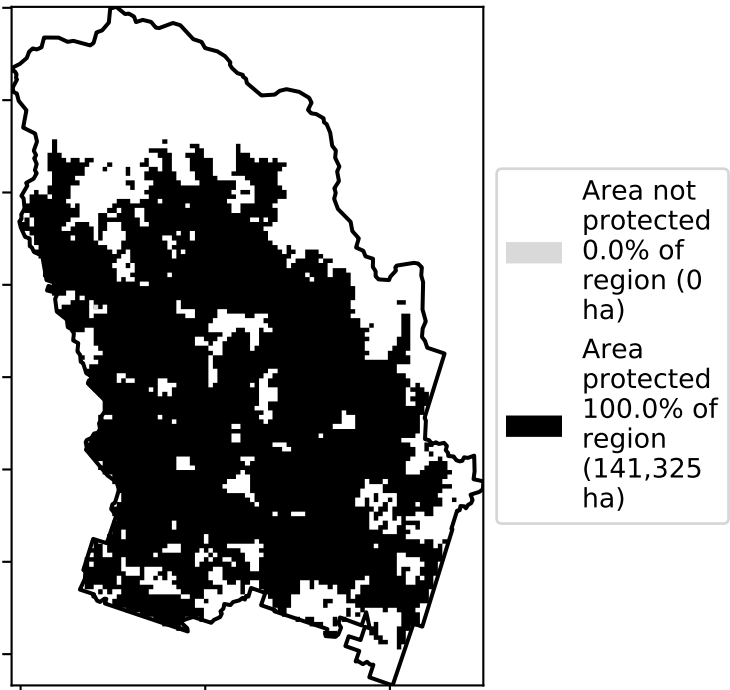 Area not
protected
0.0% of
region (0
ha)
Area
protected
100.0% of
region
(141,325
ha)